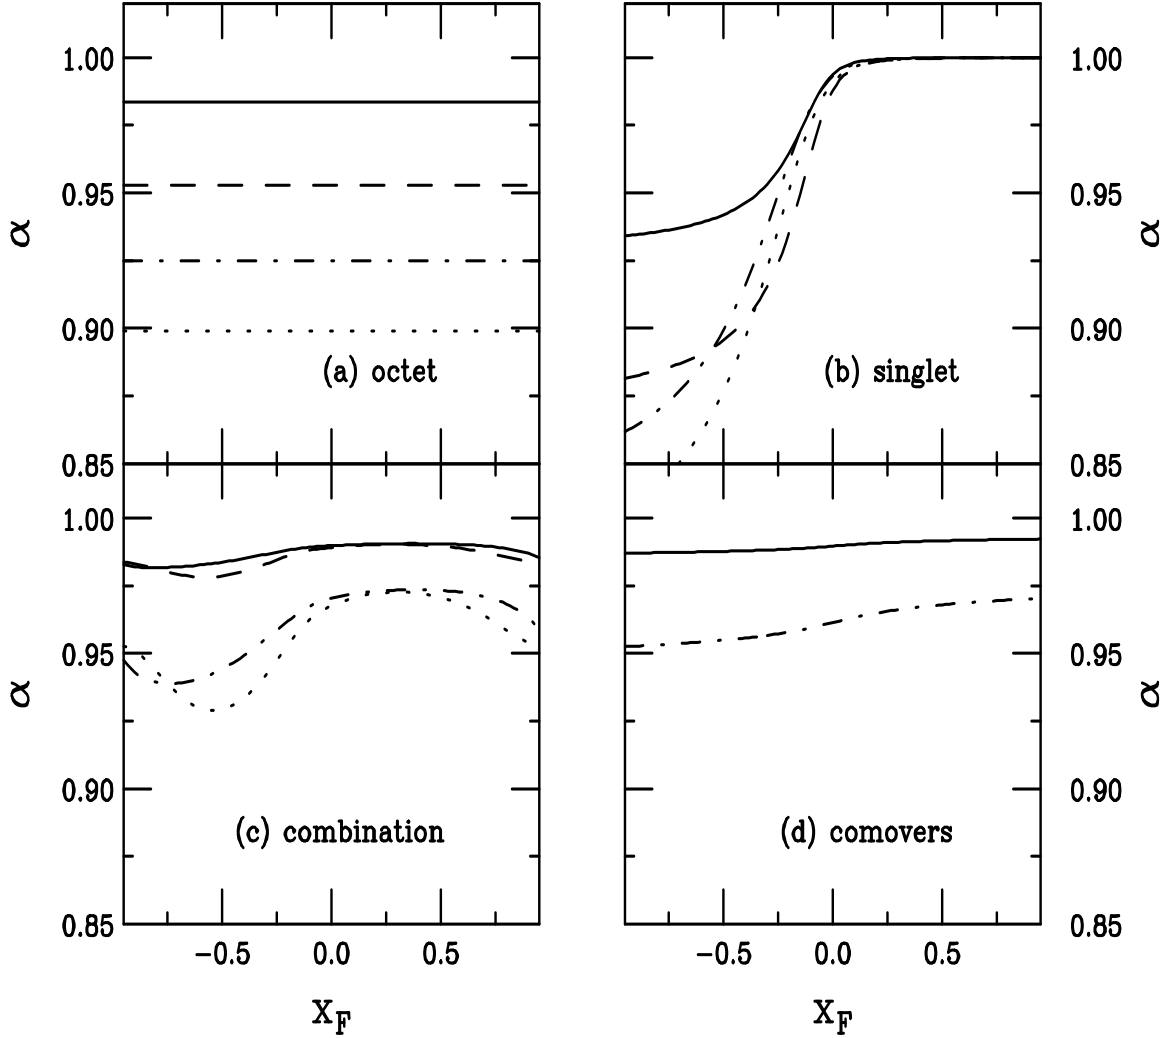 1.00 1.00
0.95 0.95
α α
0.90 0.90
(a) octet (b) singlet
0.85 0.85
1.00 1.00
0.95 0.95
α α
0.90 0.90
(c) combination (d) comovers
0.85 0.85
−0.5 0.0 0.5 −0.5 0.0 0.5
x_F x_F